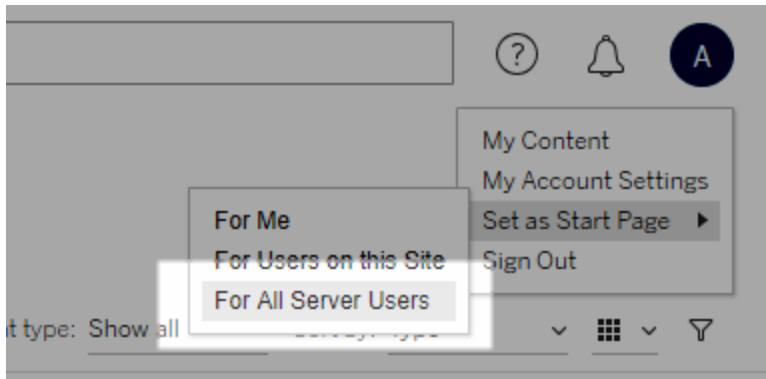 ?
A
My Content
My Account Settings
Set as Start Page
Sign Out
For Me
For Users on this Site
For All Server Users
t type: Show all